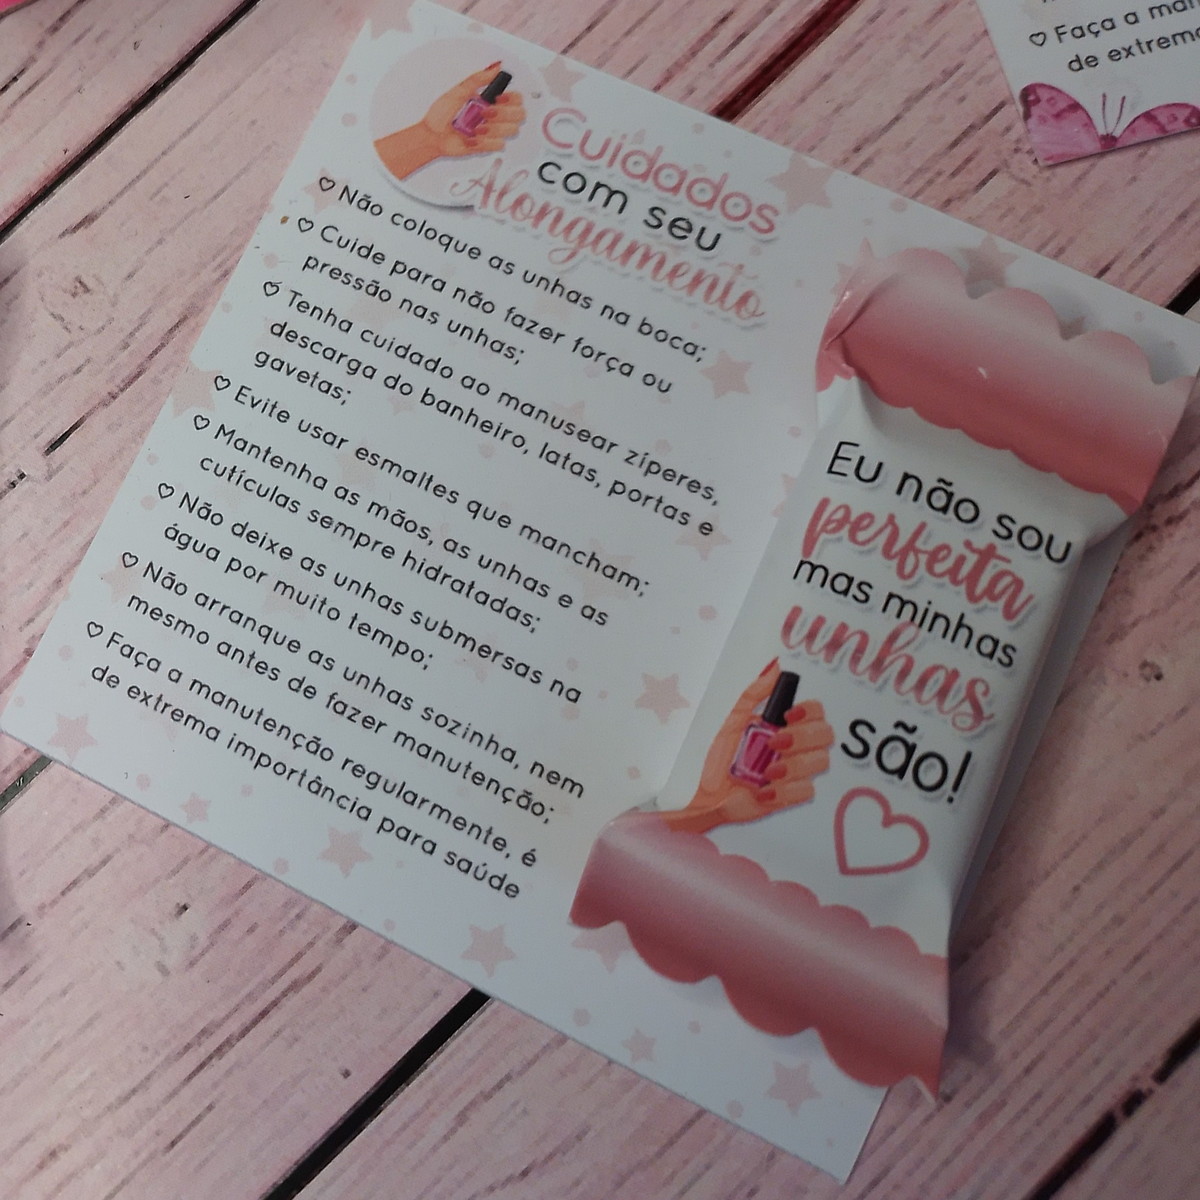 Cuidados
com seu
Alongamento
Não coloque as unhas na boca;
Cuide para não fazer força ou
pressão nas unhas;
Tenha cuidado ao manusear zíperes,
descarga do banheiro, latas, portas e
gavetas;
Evite usar esmaltes que mancham;
Mantenha as mãos, as unhas e as
cutículas sempre hidratadas;
Não deixe as unhas submersas na
água por muito tempo;
Não arranque as unhas sozinha, nem
mesmo antes de fazer manutenção;
Faça a manutenção regularmente, é
de extrema importância para saúde
Eu não sou
perfeita
mas minhas
unhas
são!
Faça a
de